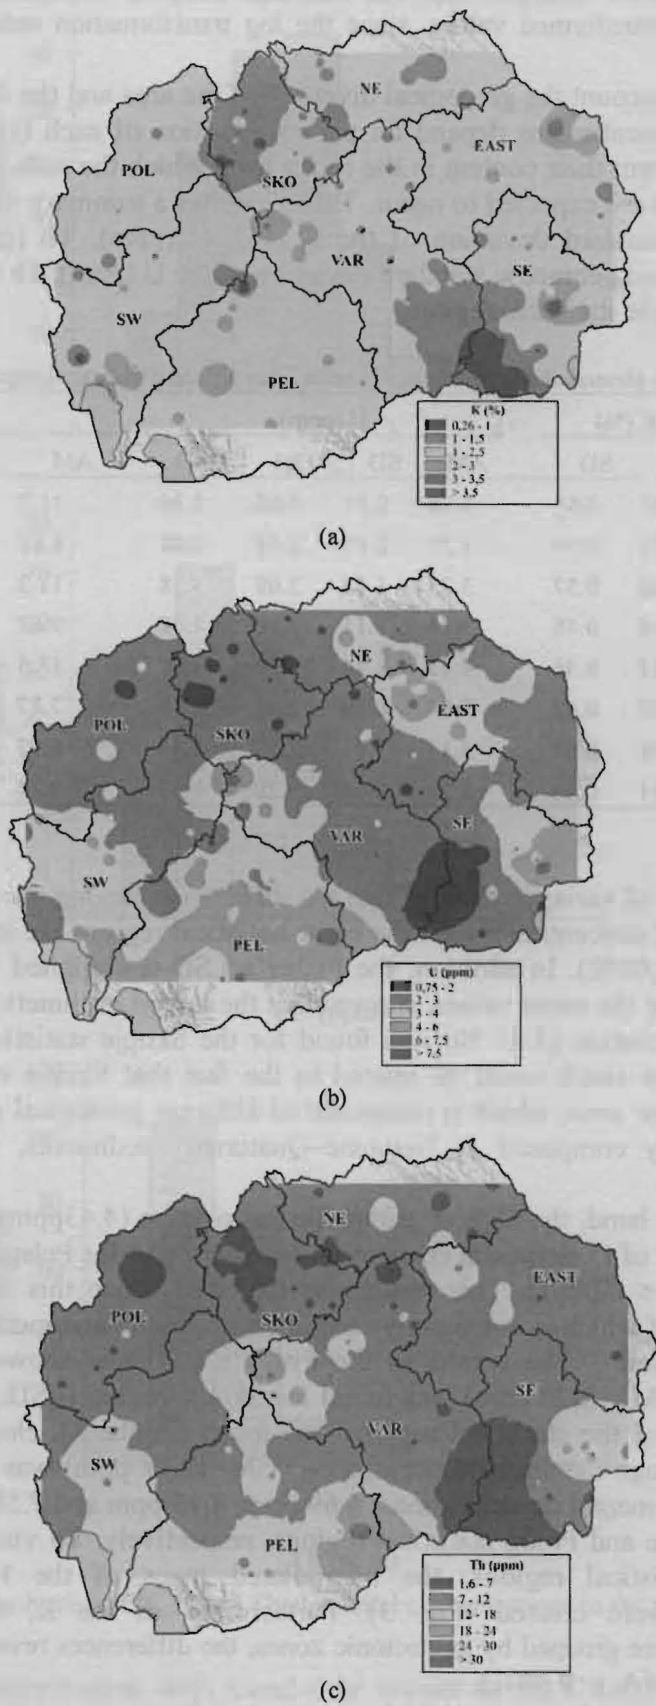 NE
EAST
POL
SKO
VAR
SE
SW
PEL
K (%)
0,26 - 1
1 - 1,5
1 - 2,5
2 - 3
3 - 3,5
> 3.5
(a)
NE
EAST
POL
SKO
VAR
SE
SW
PEL
U (ppm)
0,75 - 2
2 - 3
3 - 4
4 - 6
6 - 7.5
> 7.5
(b)
NE
EAST
POL
SKO
SE
VAR
SW
PEL
Th (ppm)
1.6 - 7
7 - 12
12 - 18
18 - 24
24 - 30
> 30
(c)